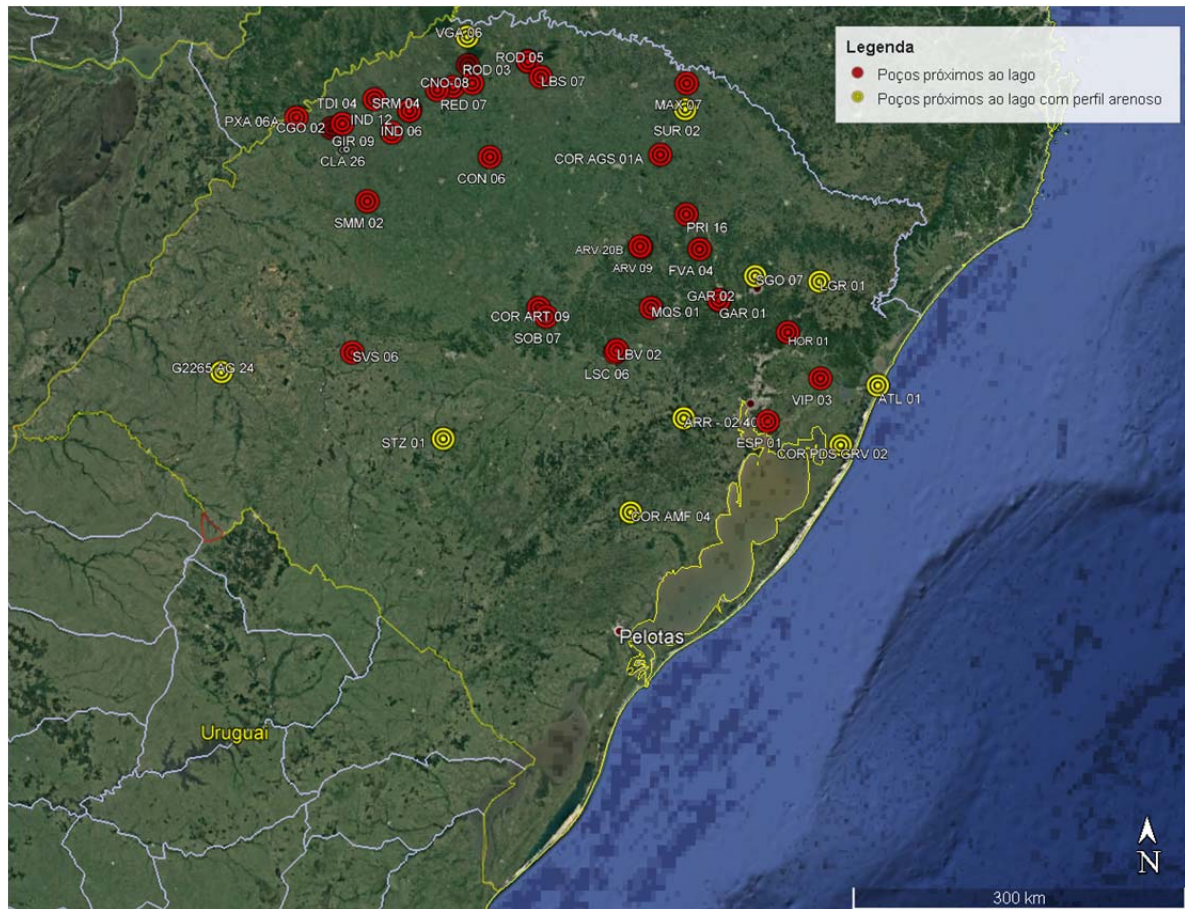 VGA 06
Legenda
Poços próximos ao lago
Poços próximos ao lago com perfil arenoso
ROD 05
ROD 03
CNO-08
LBS 07
RED 07
MAX 07
SUR 02
TDI 04
SRM 04
PXA 06A
CGO 02
IND 12
IND 06
GIR 09
CLA 26
CON 06
COR AGS 01A
SMM 02
PRI 16
ARV-20B
ARV 09
FVA 04
SGO 07
LGR 01
GAR 02
GAR 01
MQS 01
COR ART 09
SOB 07
HOR 01
LBV 02
LSC 06
SVS 06
G2265 AG 24
VIP 03
ATL 01
STZ 01
ARR - 02 40
ESP 01
COR PDS GRV 02
COR AMF 04
Pelotas
Uruguai
N
300 km